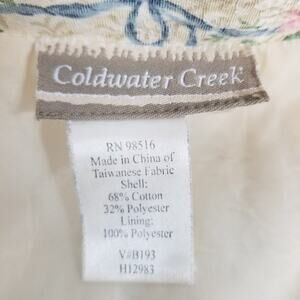 Coldwater Creek
RN 98516
Made in China of
Taiwanese Fabric
Shell:
68% Cotton
32% Polyester
Lining:
100% Polyester
V#B193
H12983